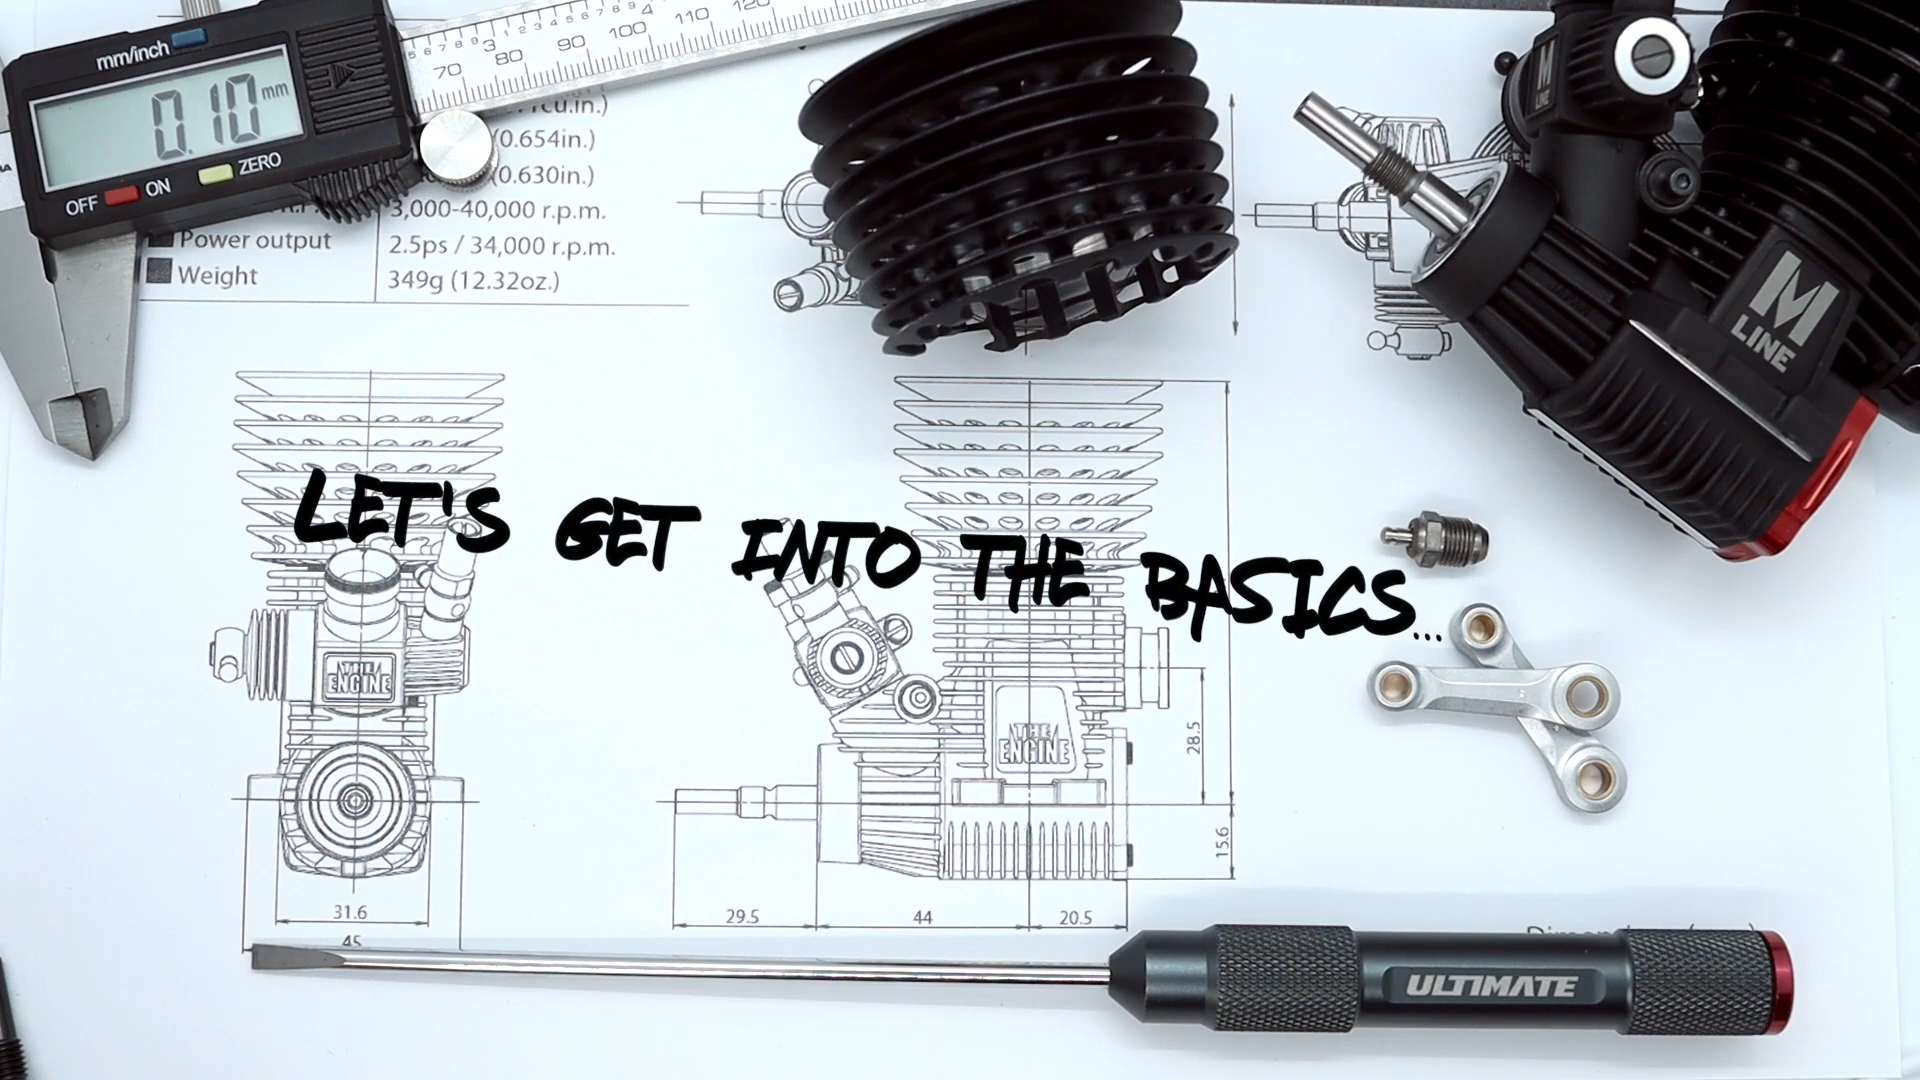 mm/inch
0.10 mm
OFF ON ZERO
70 80 90 100 110 120
(0.654in.)
(0.630in.)
3,000-40,000 r.p.m.
Power output 2.5ps / 34,000 r.p.m.
Weight 349g (12.32oz.)
M
LINE
M
LINE
LET'S GET INTO THE BASICS...
THE
ENGINE
THE
ENGINE
28.5
15.6
31.6
45
29.5 44 20.5
ULTIMATE